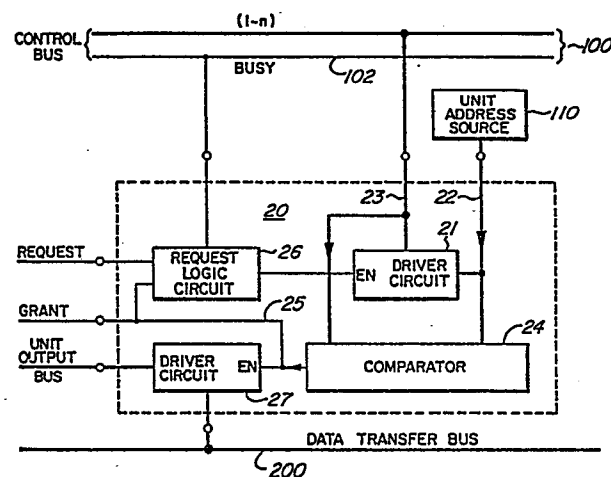 (1-n)
CONTROL BUS
100
BUSY
102
UNIT ADDRESS SOURCE
110
23
22
20
21
REQUEST
REQUEST LOGIC CIRCUIT
26
EN
DRIVER CIRCUIT
GRANT
25
24
UNIT OUTPUT BUS
DRIVER CIRCUIT
EN
COMPARATOR
27
DATA TRANSFER BUS
200